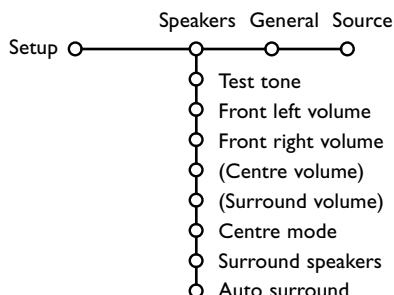 Speakers General Source
Setup
Test tone
Front left volume
Front right volume
(Centre volume)
(Surround volume)
Centre mode
Surround speakers
Auto surround